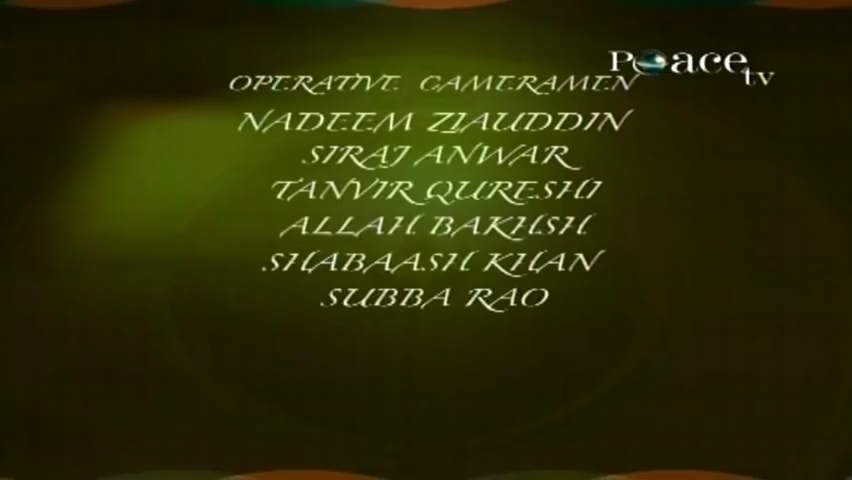 Peace tv
OPERATIVE CAMERAMEN
NADEEM ZIAUDDIN
SIRAJ ANWAR
TANVIR QURESHI
ALLAH BAKHSH
SHABAASH KHAN
SUBBA RAO